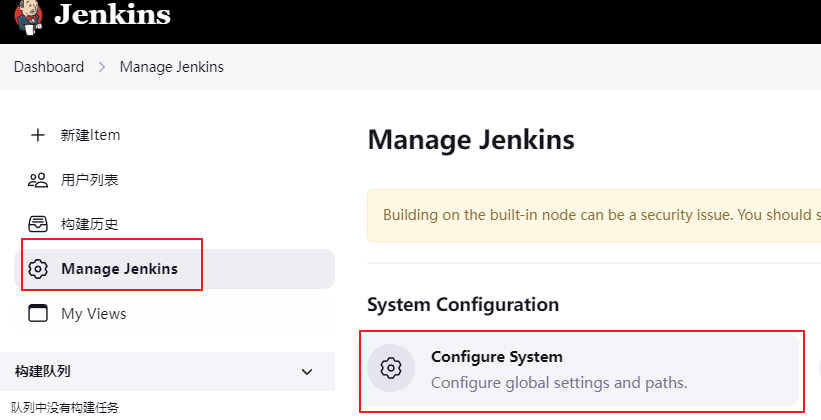 Jenkins
Dashboard > Manage Jenkins
新建Item
用户列表
构建历史
Manage Jenkins
My Views
构建队列
队列中没有构建任务
Manage Jenkins
Building on the built-in node can be a security issue. You should s
System Configuration
Configure System
Configure global settings and paths.